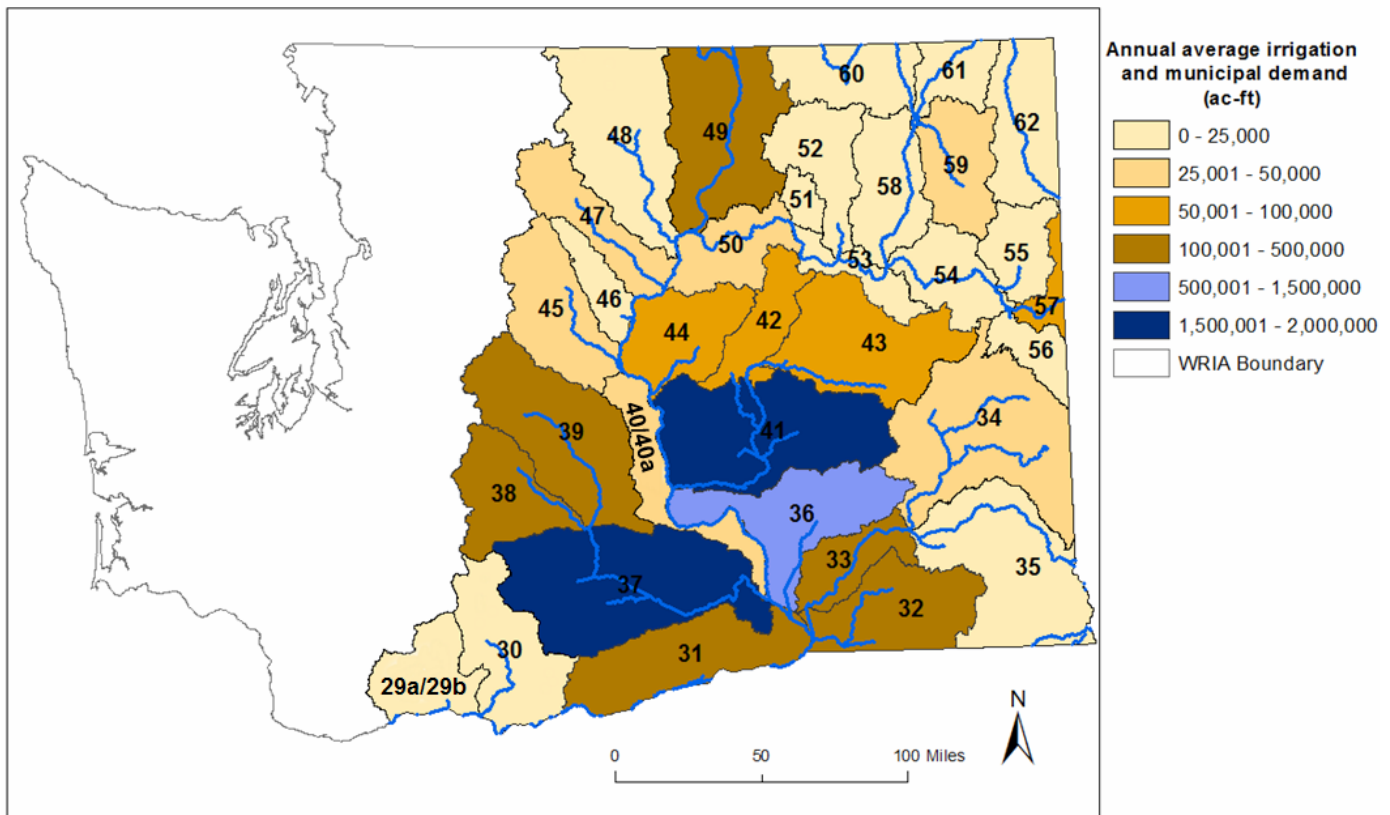 Annual average irrigation
and municipal demand
(ac-ft)
0 - 25,000
25,001 - 50,000
50,001 - 100,000
100,001 - 500,000
500,001 - 1,500,000
1,500,001 - 2,000,000
WRIA Boundary
60
61
48
49
62
52
59
58
51
47
50
55
53
54
45
46
57
42
44
43
56
34
40/40a
39
41
38
36
33
35
37
32
30
31
29a/29b
N
0 50 100 Miles